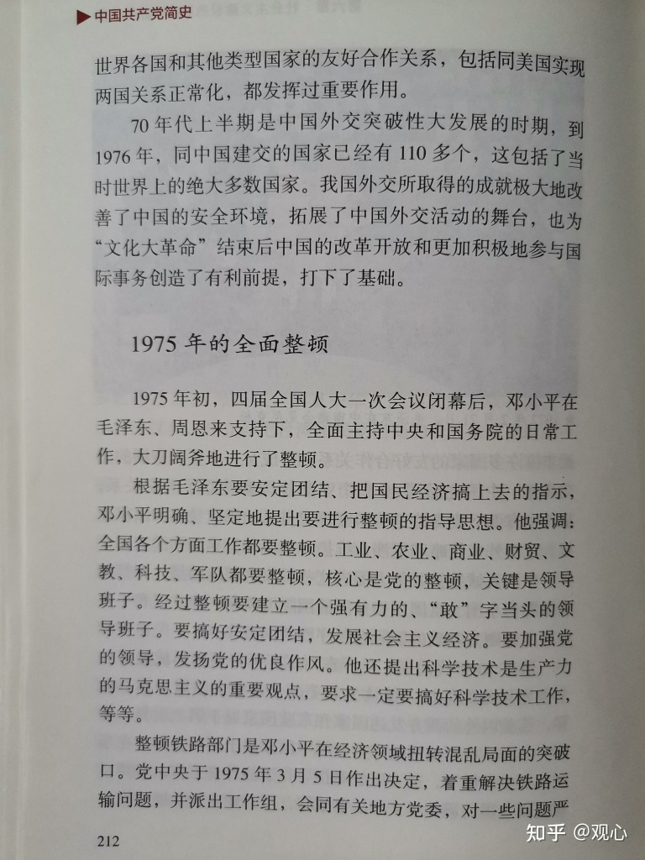 ▶中国共产党简史
世界各国和其他类型国家的友好合作关系，包括同美国实现
两国关系正常化，都发挥过重要作用。
70 年代上半期是中国外交突破性大发展的时期，到
1976 年，同中国建交的国家已经有 110 多个，这包括了当
时世界上的绝大多数国家。我国外交所取得的成就极大地改
善了中国的安全环境，拓展了中国外交活动的舞台，也为
“文化大革命”结束后中国的改革开放和更加积极地参与国
际事务创造了有利前提，打下了基础。
1975 年的全面整顿
1975 年初，四届全国人大一次会议闭幕后，邓小平在
毛泽东、周恩来支持下，全面主持中央和国务院的日常工
作，大刀阔斧地进行了整顿。
根据毛泽东要安定团结、把国民经济搞上去的指示，
邓小平明确、坚定地提出要进行整顿的指导思想。他强调：
全国各个方面工作都要整顿。工业、农业、商业、财贸、文
教、科技、军队都要整顿，核心是党的整顿，关键是领导
班子。经过整顿要建立一个强有力的、“敢”字当头的领
导班子。要搞好安定团结，发展社会主义经济。要加强党
的领导，发扬党的优良作风。他还提出科学技术是生产力
的马克思主义的重要观点，要求一定要搞好科学技术工作，
等等。
整顿铁路部门是邓小平在经济领域扭转混乱局面的突破
口。党中央于 1975 年 3 月 5 日作出决定，着重解决铁路运
输问题，并派出工作组，会同有关地方党委，对一些问题严
212
知乎 @观心